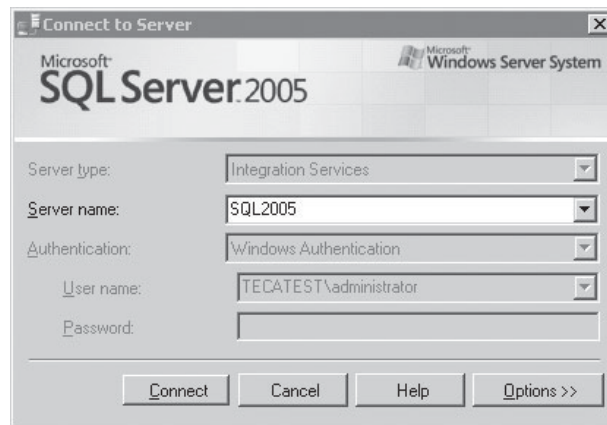 Connect to Server
Microsoft
SQL Server 2005
Microsoft
Windows Server System
Server type:
Integration Services
Server name:
SQL2005
Authentication:
Windows Authentication
User name:
TECATEST\administrator
Password:
Connect
Cancel
Help
Options >>